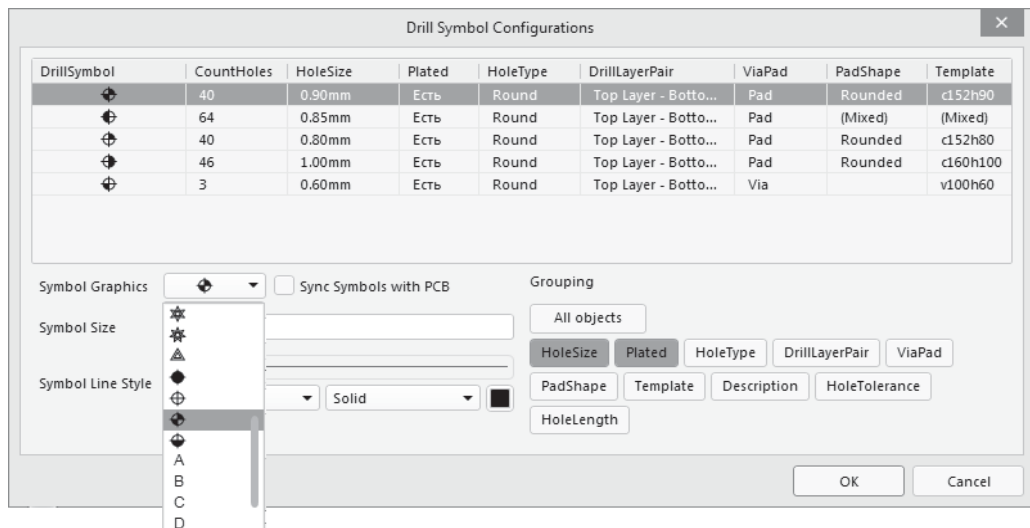 Drill Symbol Configurations
DrillSymbol CountHoles HoleSize Plated HoleType DrillLayerPair ViaPad PadShape Template
40 0.90mm Есть Round Top Layer - Botto... Pad Rounded c152h90
64 0.85mm Есть Round Top Layer - Botto... Pad (Mixed) (Mixed)
40 0.80mm Есть Round Top Layer - Botto... Pad Rounded c152h80
46 1.00mm Есть Round Top Layer - Botto... Pad Rounded c160h100
3 0.60mm Есть Round Top Layer - Botto... Via v100h60
Symbol Graphics Sync Symbols with PCB
Symbol Size
Symbol Line Style Solid
A
B
C
D
Grouping
All objects
HoleSize Plated HoleType DrillLayerPair ViaPad
PadShape Template Description HoleTolerance
HoleLength
OK Cancel